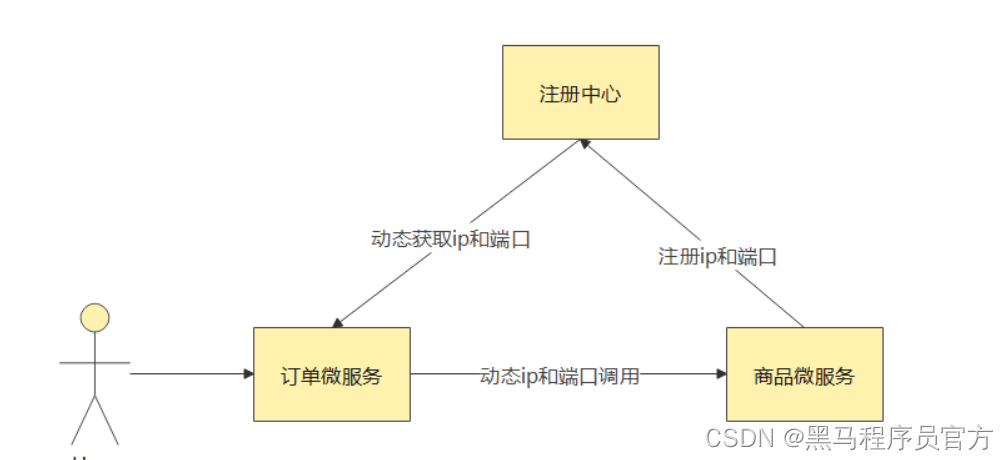 注册中心
动态获取ip和端口
注册ip和端口
订单微服务
动态ip和端口调用
商品微服务
CSDN @黑马程序员官方